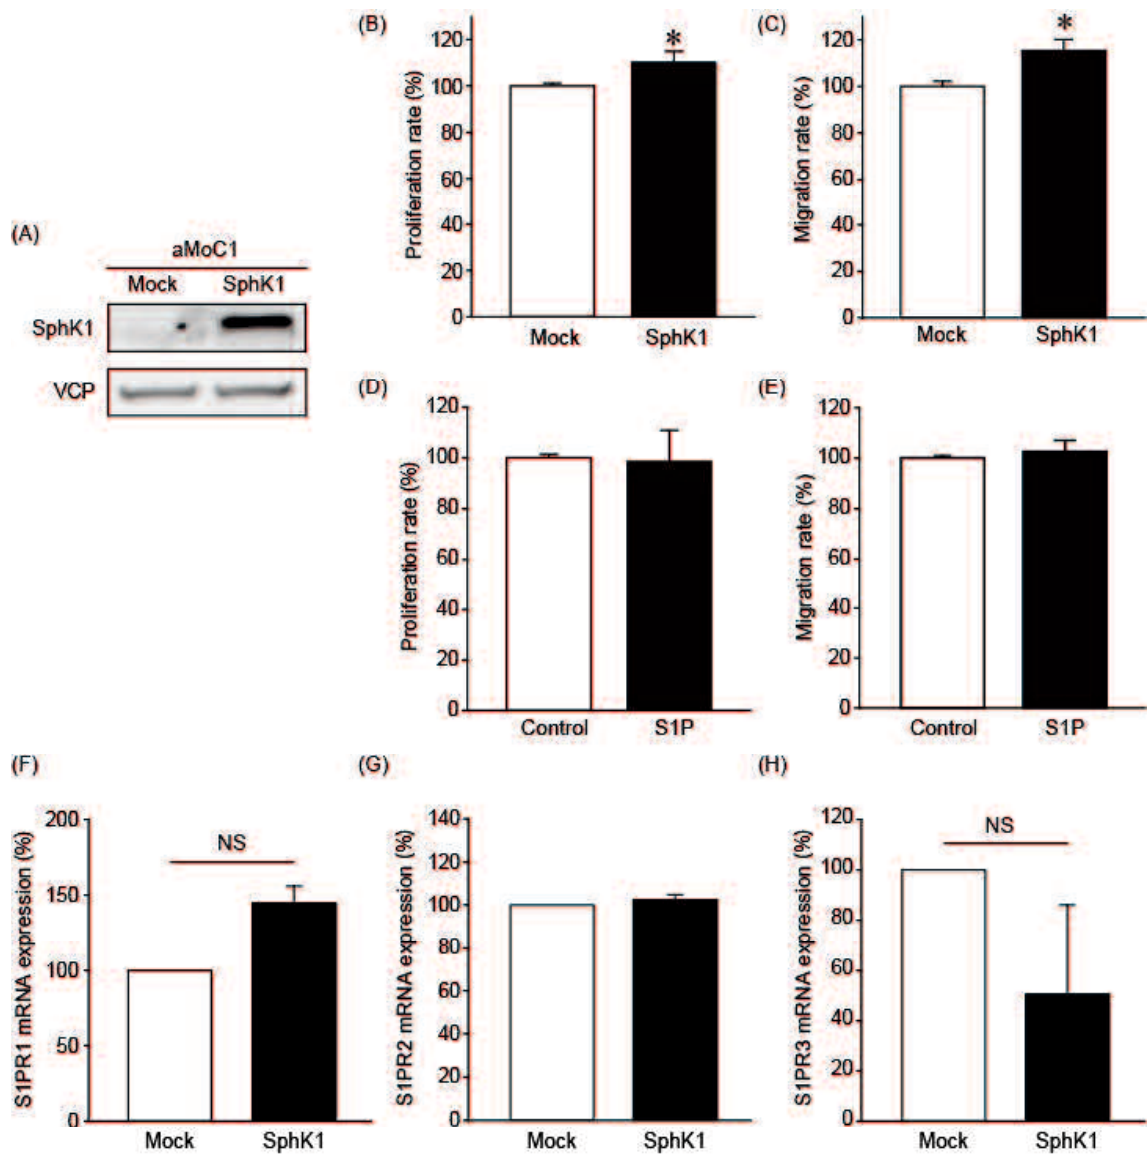 (A)
aMoC1
Mock SphK1
SphK1
VCP
(B)
Proliferation rate (%)
120
100
80
60
40
20
0
*
Mock SphK1
(C)
Migration rate (%)
120
100
80
60
40
20
0
*
Mock SphK1
(D)
Proliferation rate (%)
120
100
80
60
40
20
0
Control S1P
(E)
Migration rate (%)
120
100
80
60
40
20
0
Control S1P
(F)
S1PR1 mRNA expression (%)
200
150
100
50
0
NS
Mock SphK1
(G)
S1PR2 mRNA expression (%)
140
120
100
80
60
40
20
0
Mock SphK1
(H)
S1PR3 mRNA expression (%)
120
100
80
60
40
20
0
NS
Mock SphK1